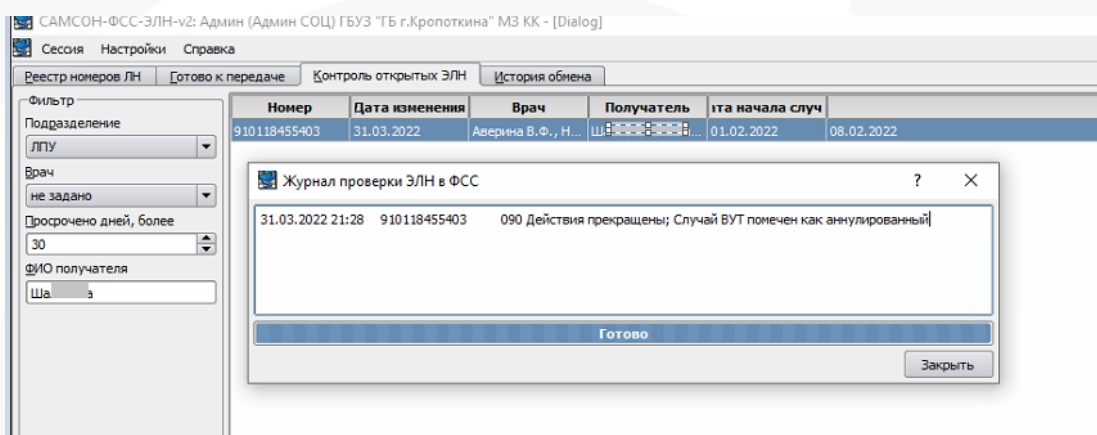 САМСОН-ФСС-ЭЛН-v2: Админ (Админ СОЦ) ГБУЗ "ГБ г.Кропоткина" МЗ КК - [Dialog]
Сессия Настройки Справка
Реестр номеров ЛН Готово к передаче Контроль открытых ЭЛН История обмена
Фильтр
Подразделение
ЛПУ
Врач
не задано
Просрочено дней, более
30
ФИО получателя
Ша а
Номер Дата изменения Врач Получатель ята начала случ
910118455403 31.03.2022 Аверина В.Ф., Н... Ш ... 01.02.2022 08.02.2022
Журнал проверки ЭЛН в ФСС ? ×
31.03.2022 21:28 910118455403 090 Действия прекращены; Случай ВУТ помечен как аннулированный
Готово
Закрыть